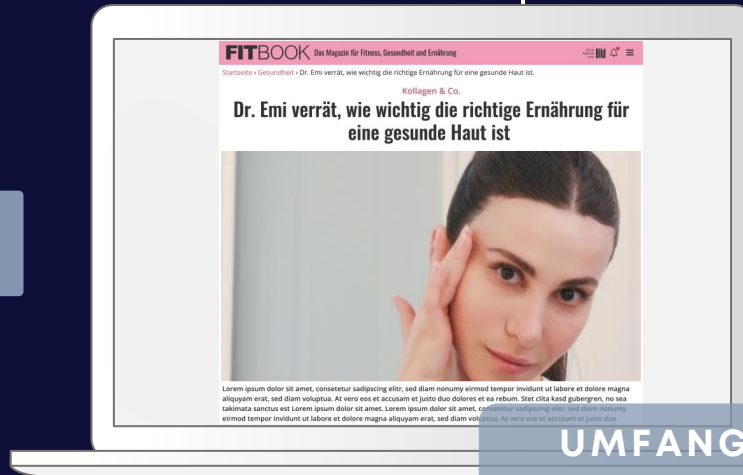 FITBOOK Das Magazin für Fitness, Gesundheit und Ernährung Bild
Startseite › Gesundheit › Dr. Emi verrät, wie wichtig die richtige Ernährung für eine gesunde Haut ist.
Kollagen & Co.
Dr. Emi verrät, wie wichtig die richtige Ernährung für
eine gesunde Haut ist
Lorem ipsum dolor sit amet, consetetur sadipscing elitr, sed diam nonumy eirmod tempor invidunt ut labore et dolore magna
aliquyam erat, sed diam voluptua. At vero eos et accusam et justo duo dolores et ea rebum. Stet clita kasd gubergren, no sea
takimata sanctus est Lorem ipsum dolor sit amet. Lorem ipsum dolor sit amet, consetetur sadipscing elitr, sed diam nonumy
eirmod tempor invidunt ut labore et dolore magna aliquyam erat, sed diam voluptua. At vero eos et accusam et justo duo
UMFANG